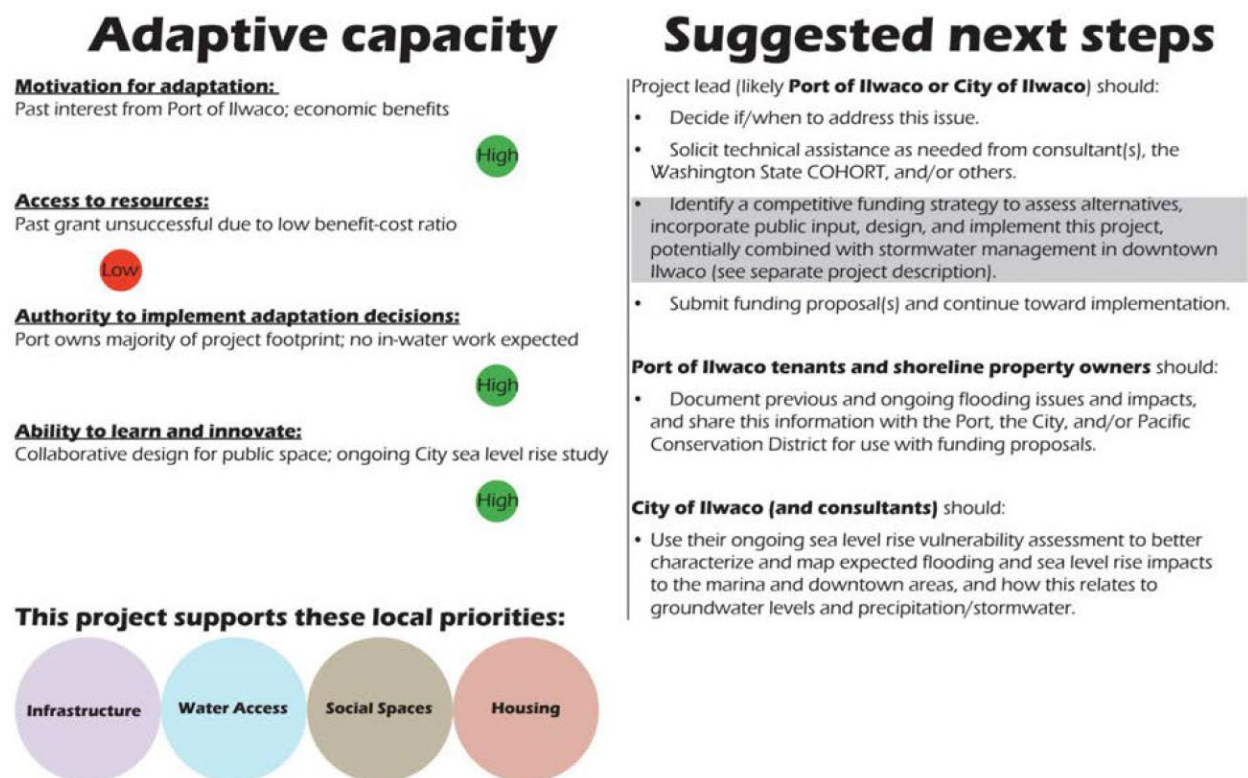 Adaptive capacity
Motivation for adaptation:
Past interest from Port of Ilwaco; economic benefits
High
Access to resources:
Past grant unsuccessful due to low benefit-cost ratio
Low
Authority to implement adaptation decisions:
Port owns majority of project footprint; no in-water work expected
High
Ability to learn and innovate:
Collaborative design for public space; ongoing City sea level rise study
High
This project supports these local priorities:
Infrastructure
Water Access
Social Spaces
Housing
Suggested next steps
Project lead (likely Port of Ilwaco or City of Ilwaco) should:
• Decide if/when to address this issue.
• Solicit technical assistance as needed from consultant(s), the
Washington State COHORT, and/or others.
• Identify a competitive funding strategy to assess alternatives,
incorporate public input, design, and implement this project,
potentially combined with stormwater management in downtown
Ilwaco (see separate project description).
• Submit funding proposal(s) and continue toward implementation.
Port of Ilwaco tenants and shoreline property owners should:
• Document previous and ongoing flooding issues and impacts,
and share this information with the Port, the City, and/or Pacific
Conservation District for use with funding proposals.
City of Ilwaco (and consultants) should:
• Use their ongoing sea level rise vulnerability assessment to better
characterize and map expected flooding and sea level rise impacts
to the marina and downtown areas, and how this relates to
groundwater levels and precipitation/stormwater.